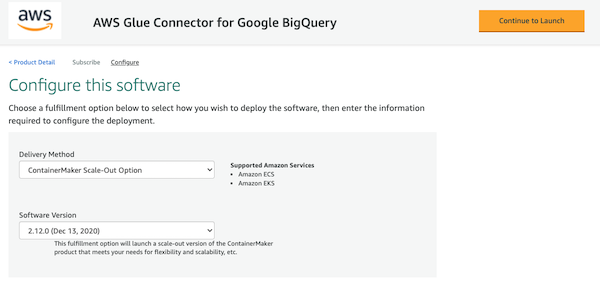 aws
AWS Glue Connector for Google BigQuery
Continue to Launch
< Product Detail Subscribe Configure
Configure this software
Choose a fulfillment option below to select how you wish to deploy the software, then enter the information
required to configure the deployment.
Delivery Method
ContainerMaker Scale-Out Option
Supported Amazon Services
• Amazon ECS
• Amazon EKS
Software Version
2.12.0 (Dec 13, 2020)
This fulfillment option will launch a scale-out version of the ContainerMaker
product that meets your needs for flexibility and scalability, etc.